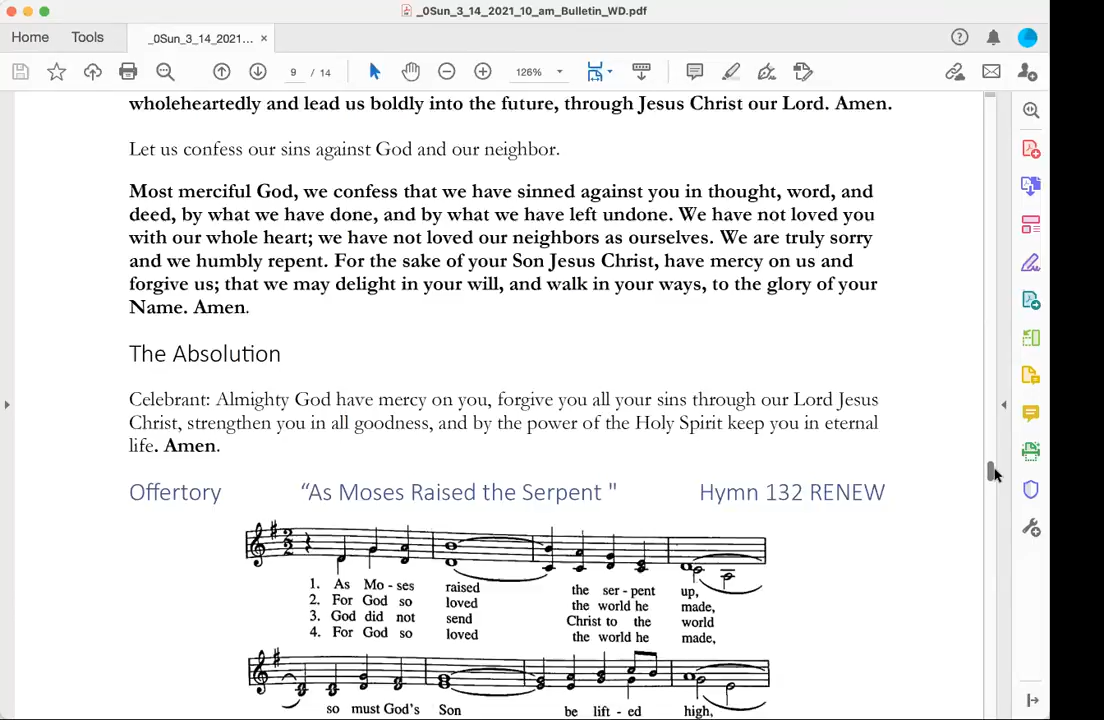 _0Sun_3_14_2021_10_am_Bulletin_WD.pdf
Home Tools _0Sun_3_14_2021... ×
9 / 14 126%
wholeheartedly and lead us boldly into the future, through Jesus Christ our Lord. Amen.
Let us confess our sins against God and our neighbor.
Most merciful God, we confess that we have sinned against you in thought, word, and
deed, by what we have done, and by what we have left undone. We have not loved you
with our whole heart; we have not loved our neighbors as ourselves. We are truly sorry
and we humbly repent. For the sake of your Son Jesus Christ, have mercy on us and
forgive us; that we may delight in your will, and walk in your ways, to the glory of your
Name. Amen.
The Absolution
Celebrant: Almighty God have mercy on you, forgive you all your sins through our Lord Jesus
Christ, strengthen you in all goodness, and by the power of the Holy Spirit keep you in eternal
life. Amen.
Offertory “As Moses Raised the Serpent " Hymn 132 RENEW
1. As Mo - ses raised the ser - pent up,
2. For God so loved the world he made,
3. God did not send Christ to the world
4. For God so loved the world he made,
so must God's Son be lift - ed high,